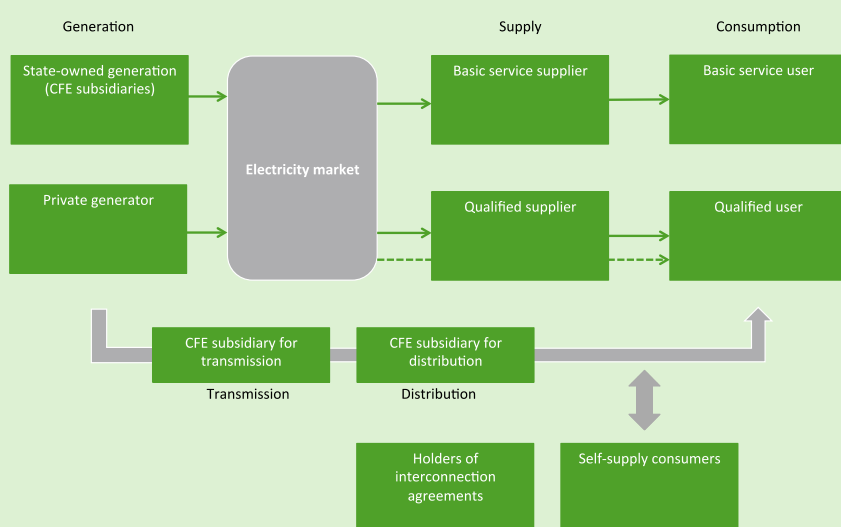 Generation
Supply
Consumption
State-owned generation
(CFE subsidiaries)
Basic service supplier
Basic service user
Electricity market
Private generator
Qualified supplier
Qualified user
CFE subsidiary for
transmission
CFE subsidiary for
distribution
Transmission
Distribution
Holders of
interconnection
agreements
Self-supply consumers